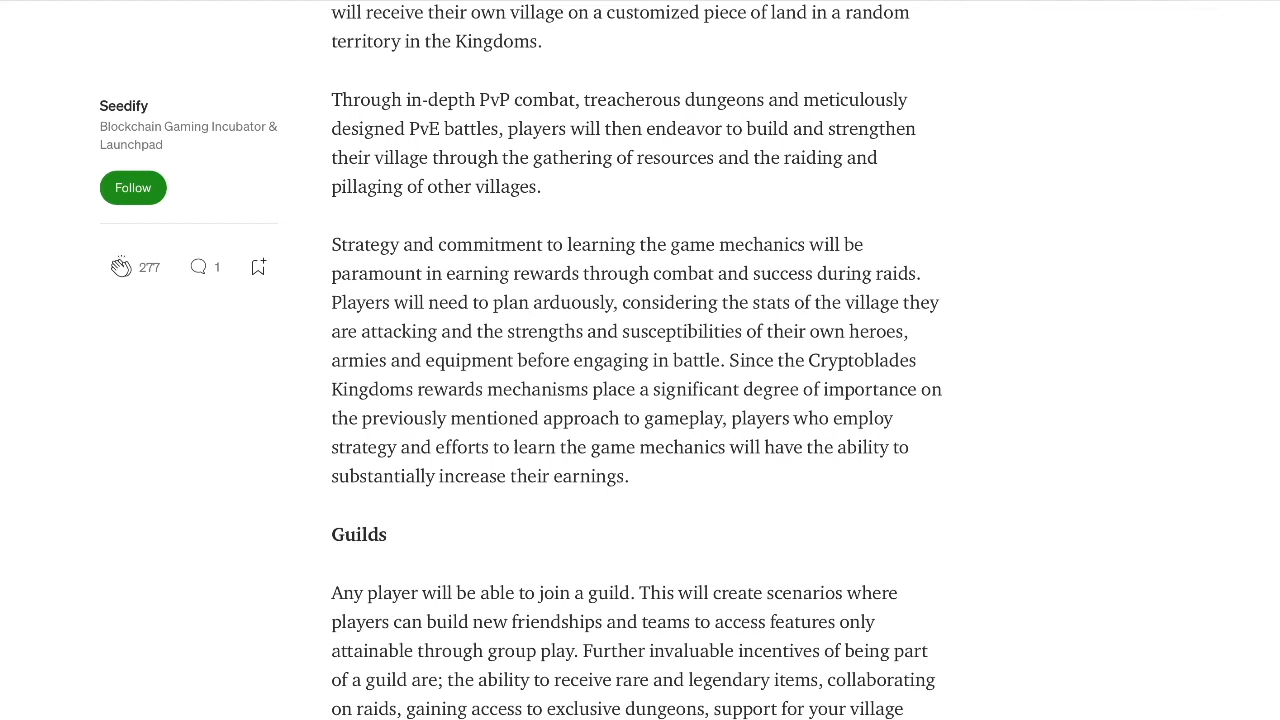 will receive their own village on a customized piece of land in a random
territory in the Kingdoms.
Seedify
Blockchain Gaming Incubator &
Launchpad
Follow
277
1
Through in-depth PvP combat, treacherous dungeons and meticulously
designed PvE battles, players will then endeavor to build and strengthen
their village through the gathering of resources and the raiding and
pillaging of other villages.
Strategy and commitment to learning the game mechanics will be
paramount in earning rewards through combat and success during raids.
Players will need to plan arduously, considering the stats of the village they
are attacking and the strengths and susceptibilities of their own heroes,
armies and equipment before engaging in battle. Since the Cryptoblades
Kingdoms rewards mechanisms place a significant degree of importance on
the previously mentioned approach to gameplay, players who employ
strategy and efforts to learn the game mechanics will have the ability to
substantially increase their earnings.
Guilds
Any player will be able to join a guild. This will create scenarios where
players can build new friendships and teams to access features only
attainable through group play. Further invaluable incentives of being part
of a guild are; the ability to receive rare and legendary items, collaborating
on raids, gaining access to exclusive dungeons, support for your village